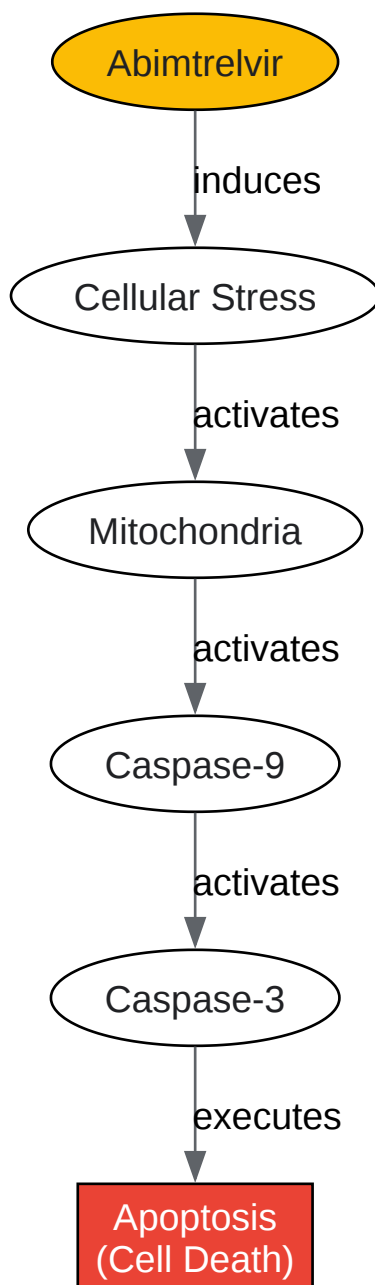 Abimtrelvir
induces
Cellular Stress
activates
Mitochondria
activates
Caspase-9
activates
Caspase-3
executes
Apoptosis
(Cell Death)